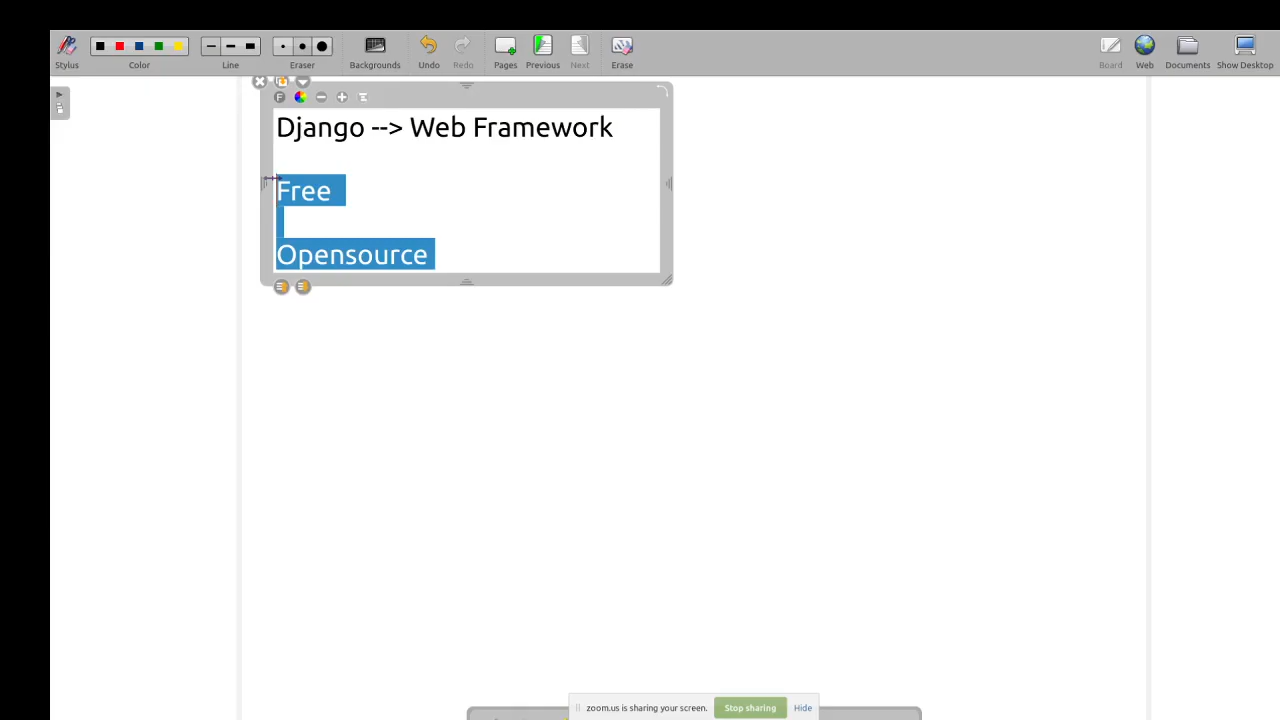 Stylus Color Line Eraser Backgrounds Undo Redo Pages Previous Next Erase Board Web Documents Show Desktop
F
Django --> Web Framework
Free
Opensource
zoom.us is sharing your screen. Stop sharing Hide